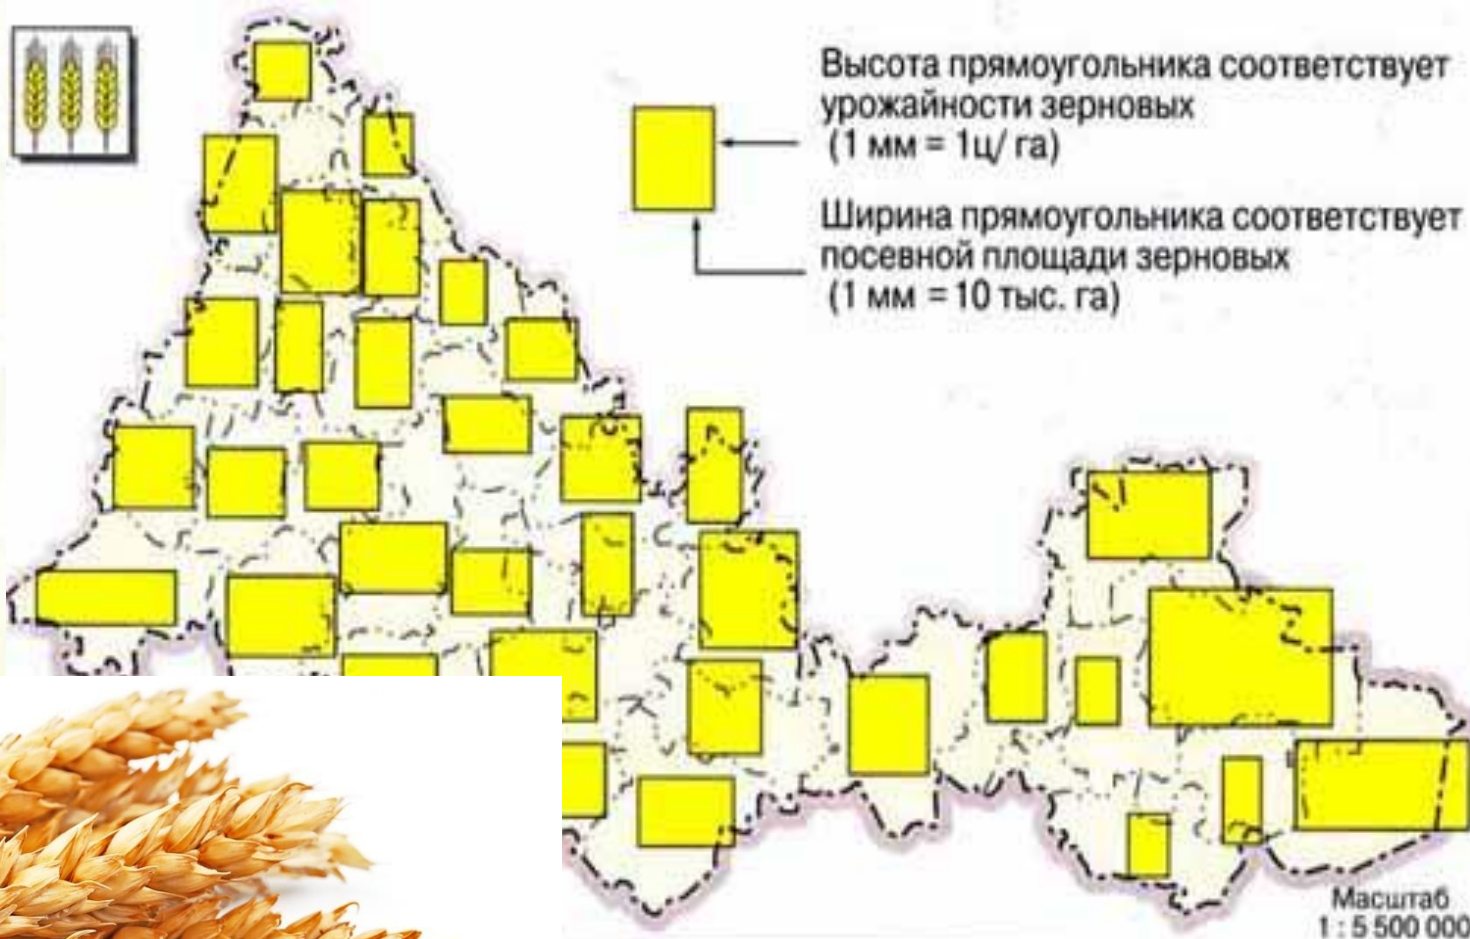 Высота прямоугольника соответствует
урожайности зерновых
(1 мм = 1ц/ га)
Ширина прямоугольника соответствует
посевной площади зерновых
(1 мм = 10 тыс. га)
Масштаб
1 : 5 500 000